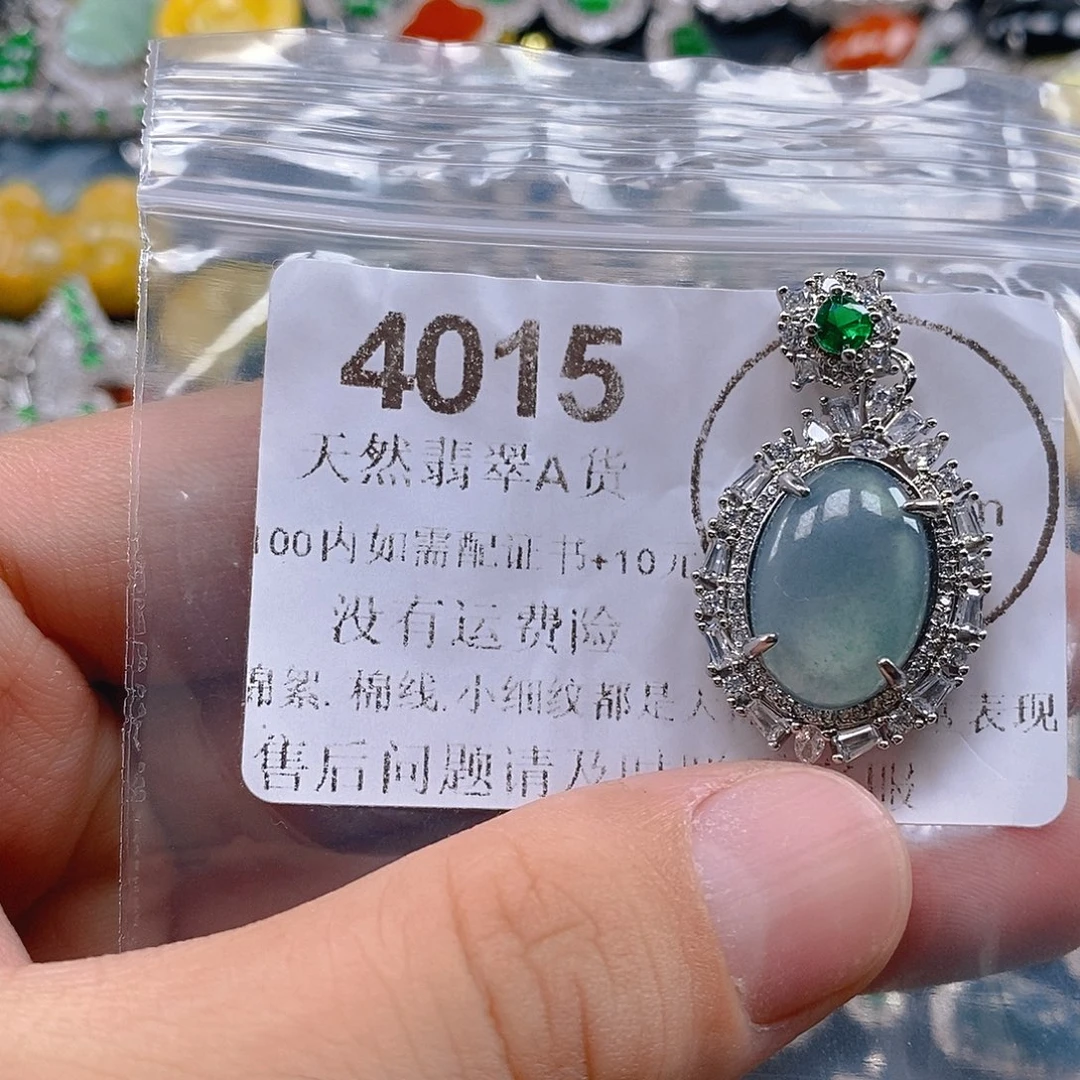 4015
天然翡翠A货
100内如需配证书+10元
没有运费险
棉絮.棉线.小细纹都是 表现
售后问题请及时